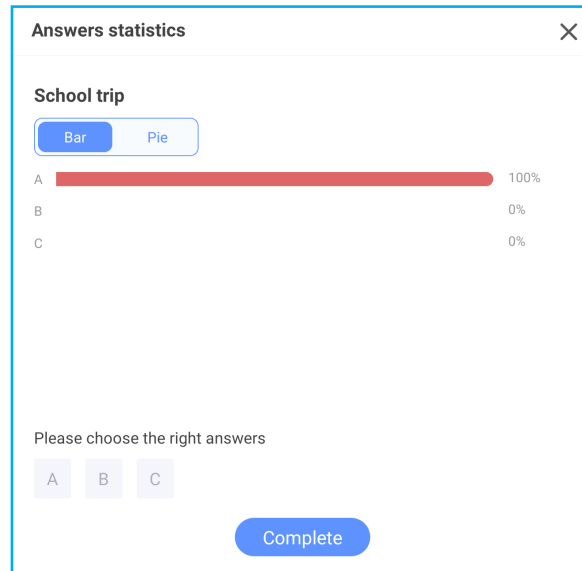 Answers statistics
School trip
Bar Pie
A 100%
B 0%
C 0%
Please choose the right answers
A B C
Complete